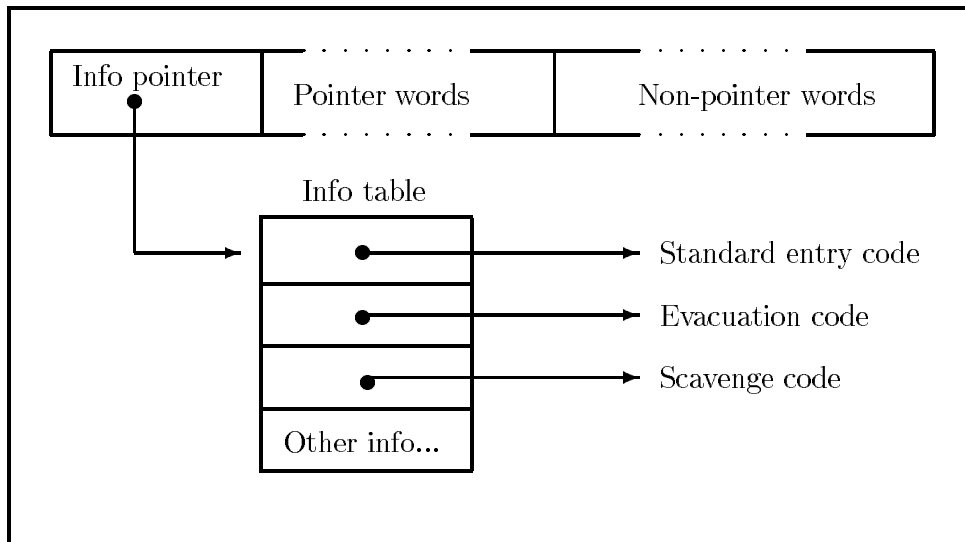 Info pointer
Pointer words
Non-pointer words
Info table
Standard entry code
Evacuation code
Scavenge code
Other info...